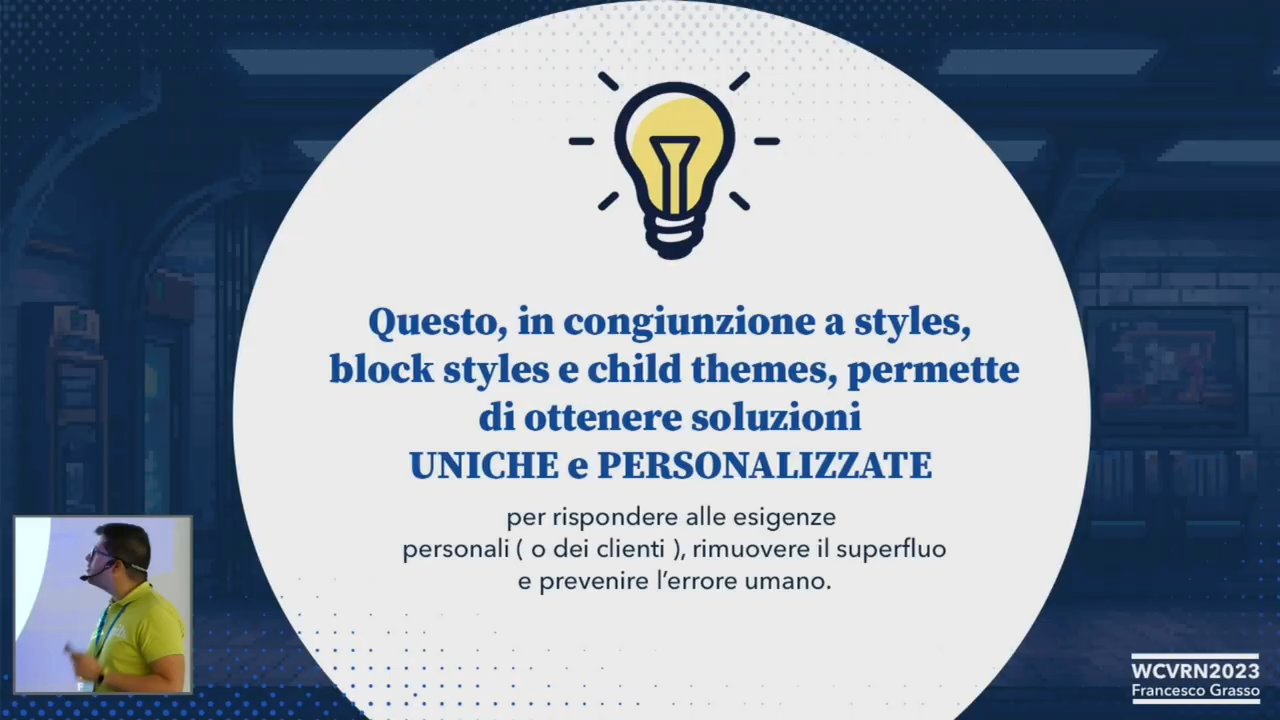 Questo, in congiunzione a styles,
block styles e child themes, permette
di ottenere soluzioni
UNICHE e PERSONALIZZATE
per rispondere alle esigenze
personali ( o dei clienti ), rimuovere il superfluo
e prevenire l'errore umano.
WCVRN2023
Francesco Grasso